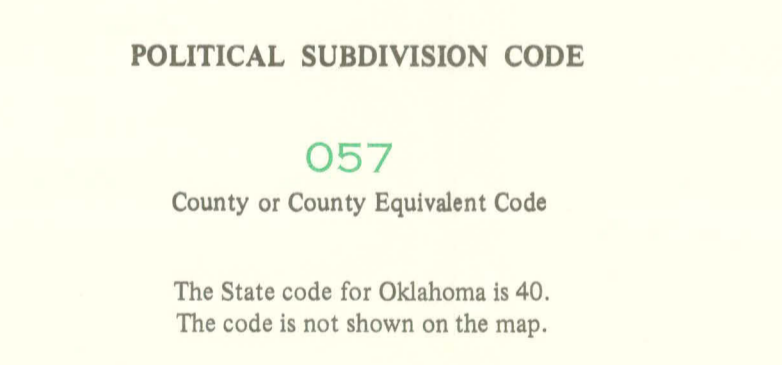 POLITICAL SUBDIVISION CODE
057
County or County Equivalent Code
The State code for Oklahoma is 40.
The code is not shown on the map.